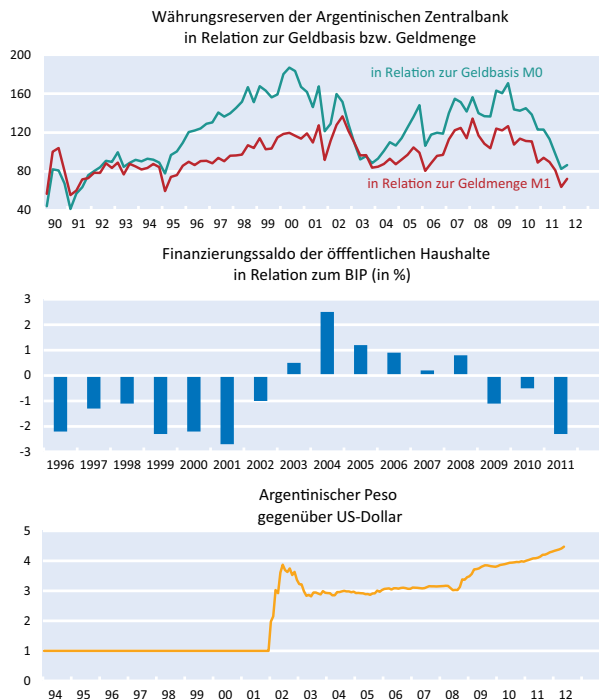 Währungsreserven der Argentinischen Zentralbank
in Relation zur Geldbasis bzw. Geldmenge
200
160
120
80
40
in Relation zur Geldbasis M0
in Relation zur Geldmenge M1
90 91 92 93 94 95 96 97 98 99 00 01 02 03 04 05 06 07 08 09 10 11 12
Finanzierungssaldo der öfffentlichen Haushalte
in Relation zum BIP (in %)
3
2
1
0
-1
-2
-3
1996 1997 1998 1999 2000 2001 2002 2003 2004 2005 2006 2007 2008 2009 2010 2011
Argentinischer Peso
gegenüber US-Dollar
5
4
3
2
1
0
94 95 96 97 98 99 00 01 02 03 04 05 06 07 08 09 10 11 12